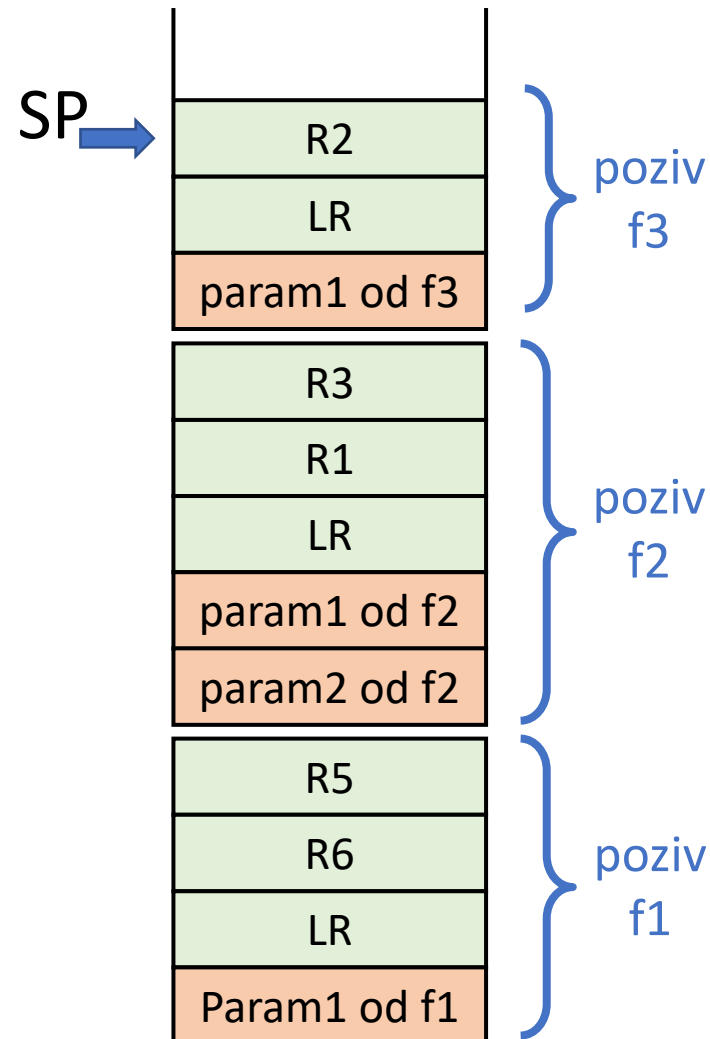 SP
R2
LR
param1 od f3
poziv
f3
R3
R1
LR
param1 od f2
param2 od f2
poziv
f2
R5
R6
LR
Param1 od f1
poziv
f1